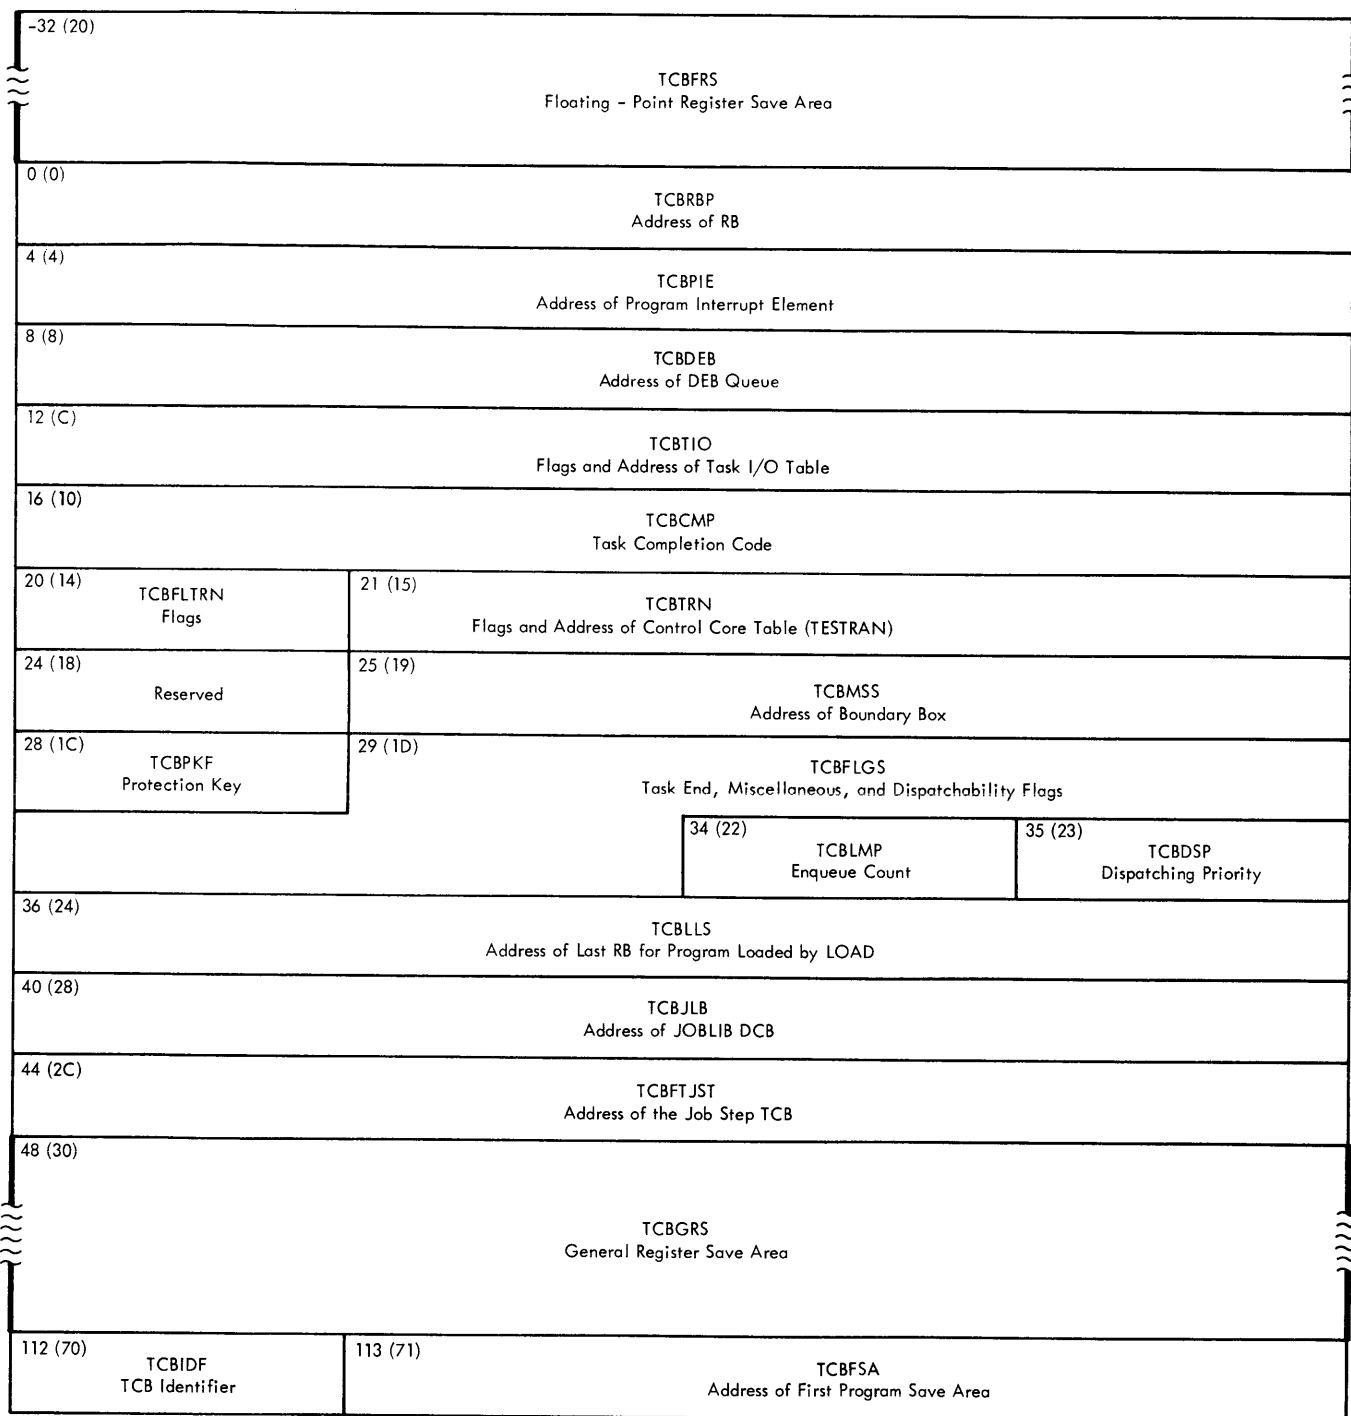 -32 (20)
TCBFRS
Floating - Point Register Save Area
0 (0)
TCBRBP
Address of RB
4 (4)
TCBPIE
Address of Program Interrupt Element
8 (8)
TCBDEB
Address of DEB Queue
12 (C)
TCBTIO
Flags and Address of Task I/O Table
16 (10)
TCBCMP
Task Completion Code
20 (14)
TCBFLTRN
Flags
21 (15)
TCBTRN
Flags and Address of Control Core Table (TESTRAN)
24 (18)
Reserved
25 (19)
TCBMSS
Address of Boundary Box
28 (1C)
TCBPKF
Protection Key
29 (1D)
TCBFLGS
Task End, Miscellaneous, and Dispatchability Flags
34 (22)
TCBLMP
Enqueue Count
35 (23)
TCBDSP
Dispatching Priority
36 (24)
TCBLLS
Address of Last RB for Program Loaded by LOAD
40 (28)
TCBJLB
Address of JOBLIB DCB
44 (2C)
TCBFTJST
Address of the Job Step TCB
48 (30)
TCBGRS
General Register Save Area
112 (70)
TCBIDF
TCB Identifier
113 (71)
TCBFSA
Address of First Program Save Area